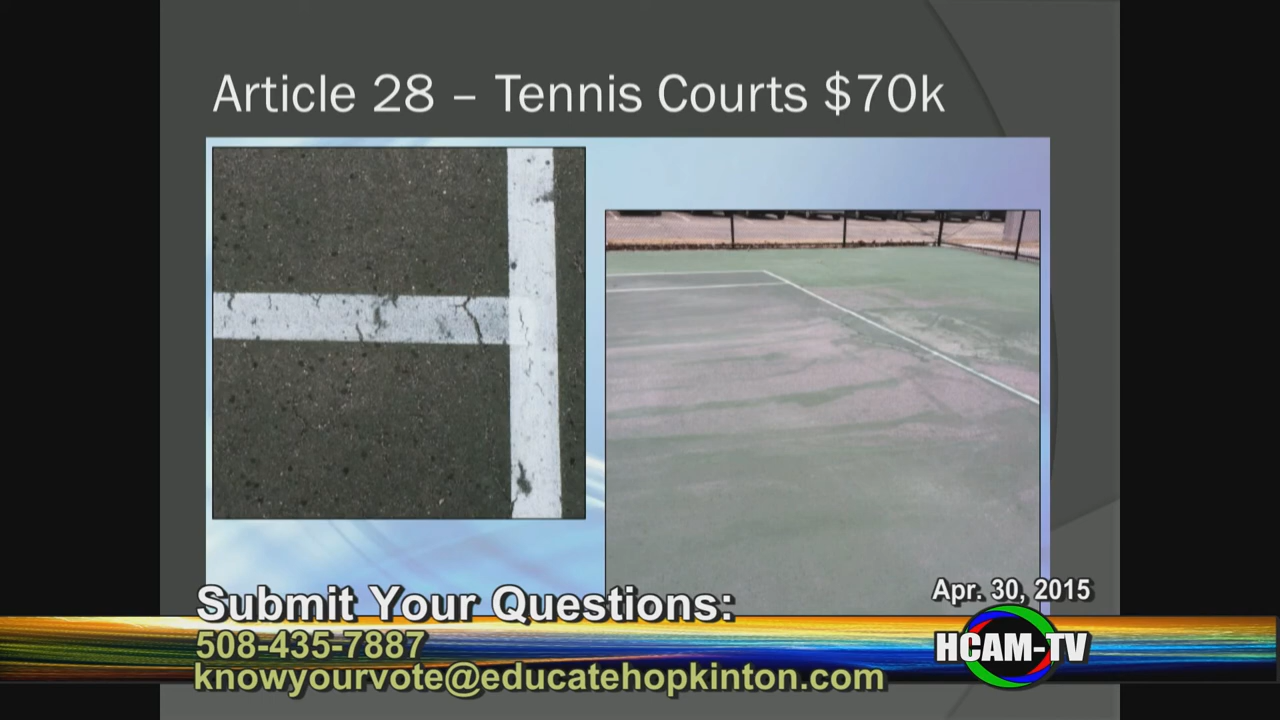 Article 28 – Tennis Courts $70k
Submit Your Questions:
508-435-7887
knowyourvote@educatehopkinton.com
Apr. 30, 2015
HCAM-TV